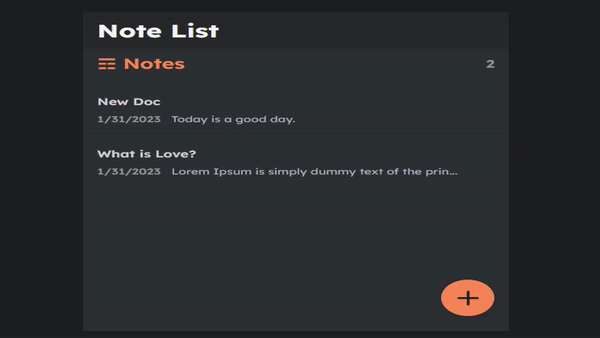 Note List
Notes 2
New Doc
1/31/2023 Today is a good day.
What is Love?
1/31/2023 Lorem Ipsum is simply dummy text of the prin...